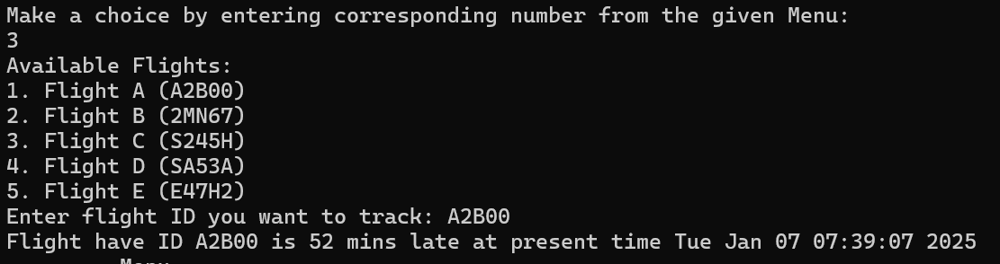 Make a choice by entering corresponding number from the given Menu:
3
Available Flights:
1. Flight A (A2B00)
2. Flight B (2MN67)
3. Flight C (S245H)
4. Flight D (SA53A)
5. Flight E (E47H2)
Enter flight ID you want to track: A2B00
Flight have ID A2B00 is 52 mins late at present time Tue Jan 07 07:39:07 2025
Menu